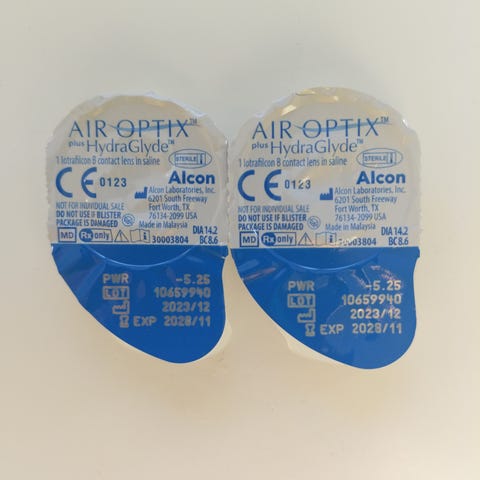 AIR OPTIX™
plus HydraGlyde™
1 lotrafilcon B contact lens in saline
STERILE
CE 0123
Alcon
Alcon Laboratories, Inc.
6201 South Freeway
Fort Worth, TX
76134-2099 USA
Made in Malaysia
NOT FOR INDIVIDUAL SALE
DO NOT USE IF BLISTER
PACKAGE IS DAMAGED
MD Rx only 30003804
DIA 14.2
BC 8.6
PWR -5.25
LOT 10659940
2023/12
EXP 2028/11
AIR OPTIX™
plus HydraGlyde™
1 lotrafilcon B contact lens in saline
STERILE
CE 0123
Alcon
Alcon Laboratories, Inc.
6201 South Freeway
Fort Worth, TX
76134-2099 USA
Made in Malaysia
NOT FOR INDIVIDUAL SALE
DO NOT USE IF BLISTER
PACKAGE IS DAMAGED
MD Rx only 30003804
DIA 14.2
BC 8.6
PWR -5.25
LOT 10659940
2023/12
EXP 2028/11